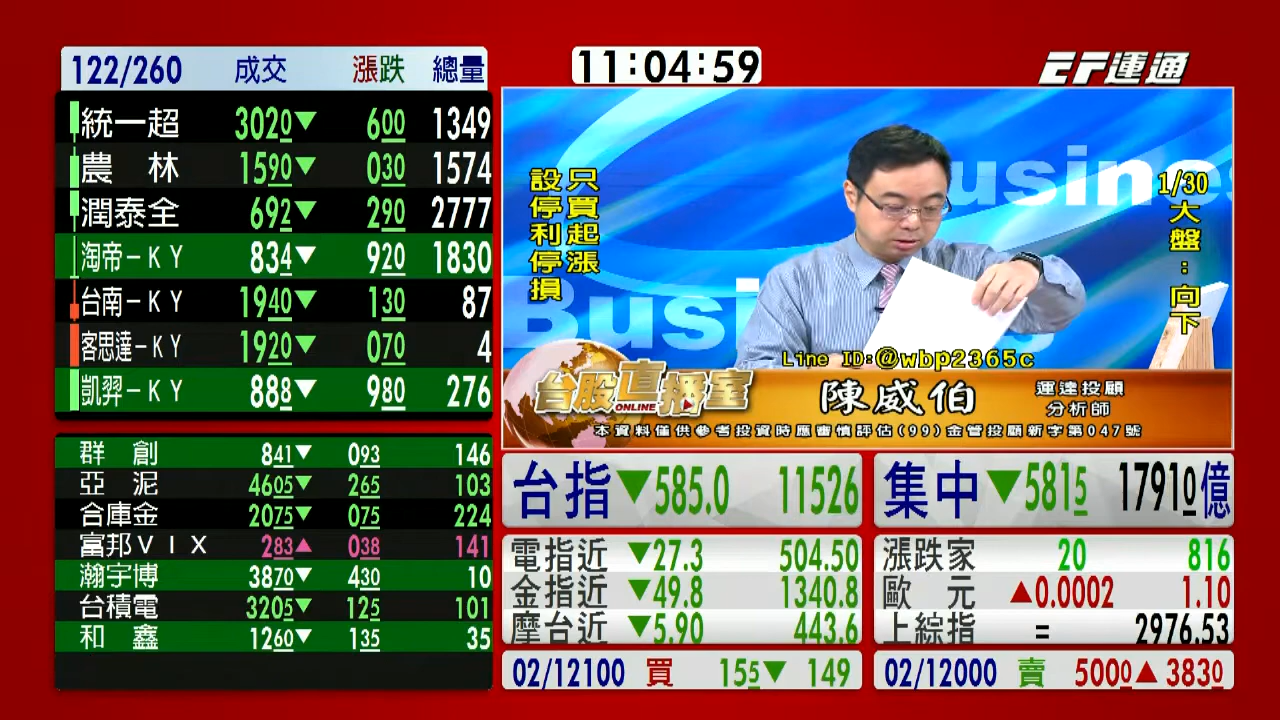 122/260 成交 漲跌 總量
統一超 3020▼ 600 1349
農 林 1590▼ 030 1574
潤泰全 692▼ 290 2777
淘帝-KY 834▼ 920 1830
台南-KY 1940▼ 130 87
客思達-KY 1920▼ 070 4
凱羿-KY 888▼ 980 276
群 創 841▼ 093 146
亞 泥 4605▼ 265 103
合庫金 2075▼ 075 224
富邦VIX 283▲ 038 141
瀚宇博 3870▼ 430 10
台積電 3205▼ 125 101
和 鑫 1260▼ 135 35
11:04:59
EF運通
只買起漲
設停利停損
Business
1/30大盤:向下
Line ID:@wbp2365c
台股直播室
ONLINE
陳威伯
運達投顧
分析師
本資料僅供參考投資時應審慎評估(99)金管投顧新字第047號
台指▼585.0 11526
電指近▼27.3 504.50
金指近▼49.8 1340.8
摩台近▼5.90 443.6
02/12100 買 155▼ 149
集中▼5815 17910億
漲跌家 20 816
歐 元▲0.0002 1.10
上綜指 = 2976.53
02/12000 賣 5000▲3830